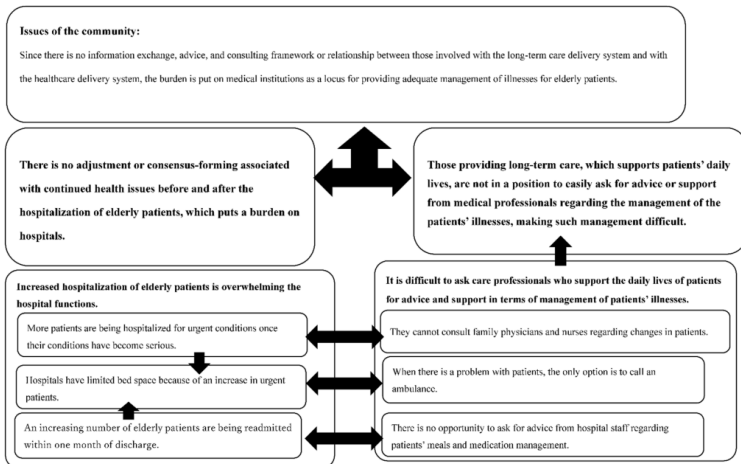 Issues of the community:
Since there is no information exchange, advice, and consulting framework or relationship between those involved with the long-term care delivery system and with
the healthcare delivery system, the burden is put on medical institutions as a locus for providing adequate management of illnesses for elderly patients.
There is no adjustment or consensus-forming associated
with continued health issues before and after the
hospitalization of elderly patients, which puts a burden on
hospitals.
Those providing long-term care, which supports patients' daily
lives, are not in a position to easily ask for advice or support
from medical professionals regarding the management of the
patients' illnesses, making such management difficult.
Increased hospitalization of elderly patients is overwhelming the
hospital functions.
More patients are being hospitalized for urgent conditions once
their conditions have become serious.
Hospitals have limited bed space because of an increase in urgent
patients.
An increasing number of elderly patients are being readmitted
within one month of discharge.
It is difficult to ask care professionals who support the daily lives of patients
for advice and support in terms of management of patients' illnesses.
They cannot consult family physicians and nurses regarding changes in patients.
When there is a problem with patients, the only option is to call an
ambulance.
There is no opportunity to ask for advice from hospital staff regarding
patients' meals and medication management.